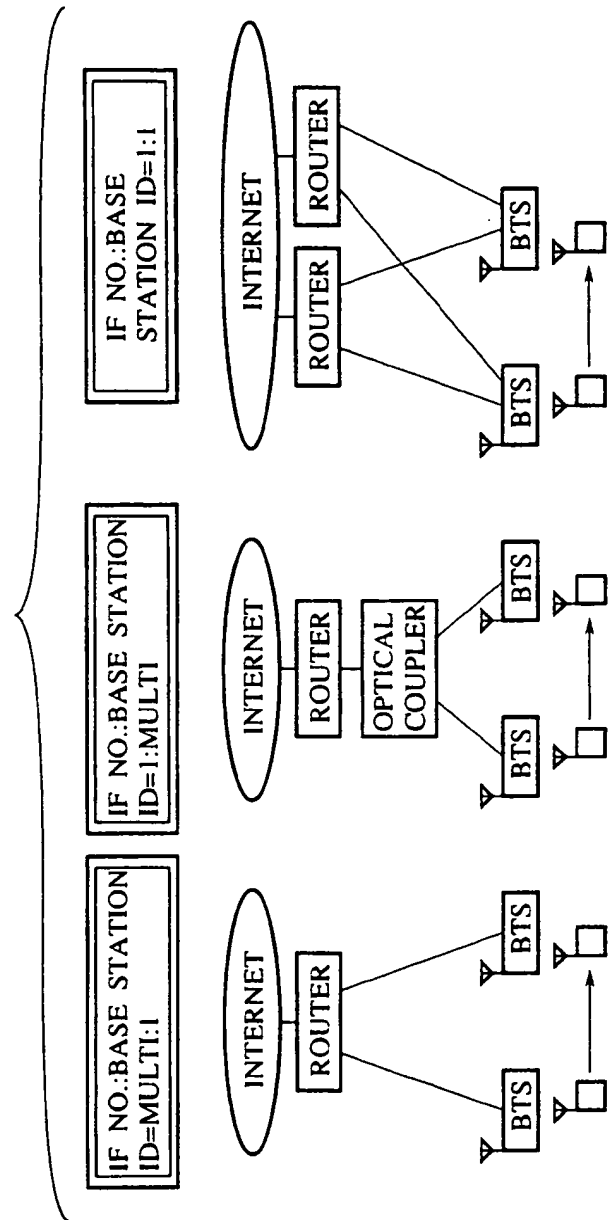 IF NO.:BASE STATION
ID=MULTI:1
INTERNET
ROUTER
BTS
BTS
IF NO.:BASE STATION
ID=1:MULTI
INTERNET
ROUTER
OPTICAL
COUPLER
BTS
BTS
IF NO.:BASE
STATION ID=1:1
INTERNET
ROUTER
ROUTER
BTS
BTS